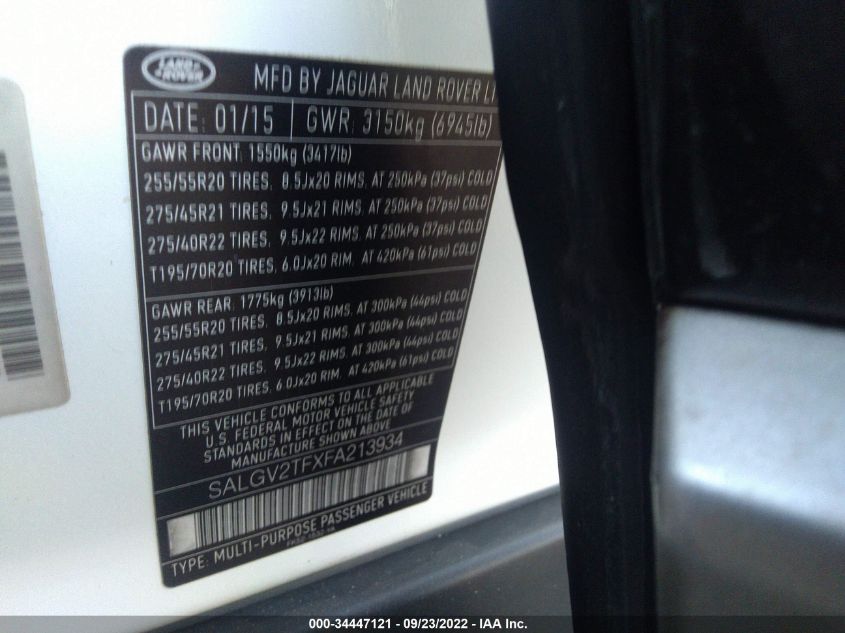 LAND ROVER
MFD BY JAGUAR LAND ROVER
DATE: 01/15 GWR: 3150kg (6945lb)
GAWR FRONT: 1550kg (3417lb)
255/55R20 TIRES, 8.5Jx20 RIMS, AT 250kPa (37psi) COLD
275/45R21 TIRES, 9.5Jx21 RIMS, AT 250kPa (37psi) COLD
275/40R22 TIRES, 9.5Jx22 RIMS, AT 250kPa (37psi) COLD
T195/70R20 TIRES, 6.0Jx20 RIM, AT 420kPa (61psi) COLD
GAWR REAR: 1775kg (3913lb)
255/55R20 TIRES, 8.5Jx20 RIMS, AT 300kPa (44psi) COLD
275/45R21 TIRES, 9.5Jx21 RIMS, AT 300kPa (44psi) COLD
275/40R22 TIRES, 9.5Jx22 RIMS, AT 300kPa (44psi) COLD
T195/70R20 TIRES, 6.0Jx20 RIM, AT 420kPa (61psi) COLD
THIS VEHICLE CONFORMS TO ALL APPLICABLE
U.S. FEDERAL MOTOR VEHICLE SAFETY
STANDARDS IN EFFECT ON THE DATE OF
MANUFACTURE SHOWN ABOVE
SALGV2TFXFA213934
TYPE: MULTI-PURPOSE PASSENGER VEHICLE
000-34447121 - 09/23/2022 - IAA Inc.